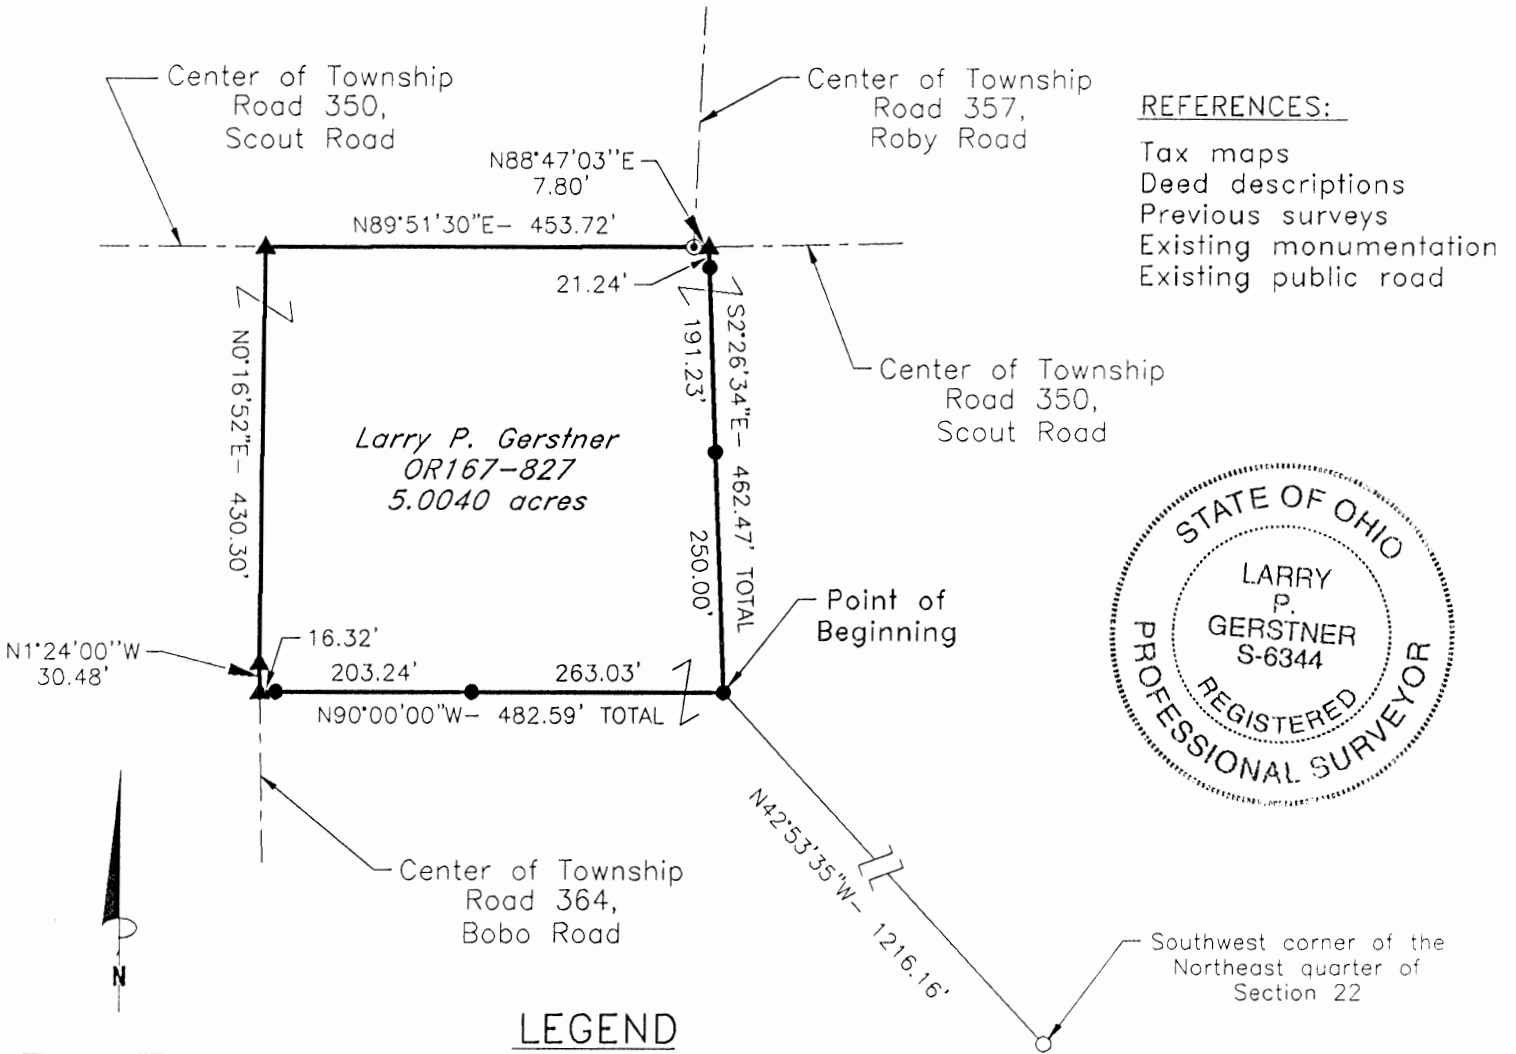 Center of Township
Road 350,
Scout Road
Center of Township
Road 357,
Roby Road
REFERENCES:
Tax maps
Deed descriptions
Previous surveys
Existing monumentation
Existing public road
N88°47'03"E
7.80'
N89°51'30"E- 453.72'
21.24'
S2°26'34"E- 462.47' TOTAL
191.23'
250.00'
N0°16'52"E- 430.30'
Center of Township
Road 350,
Scout Road
Larry P. Gerstner
OR167-827
5.0040 acres
STATE OF OHIO
LARRY
P.
GERSTNER
S-6344
REGISTERED
PROFESSIONAL SURVEYOR
Point of
Beginning
N1°24'00"W
30.48'
16.32'
203.24'
263.03'
N90°00'00"W- 482.59' TOTAL
N42°53'35"W- 1216.16'
Center of Township
Road 364,
Bobo Road
N
Southwest corner of the
Northeast quarter of
Section 22
LEGEND